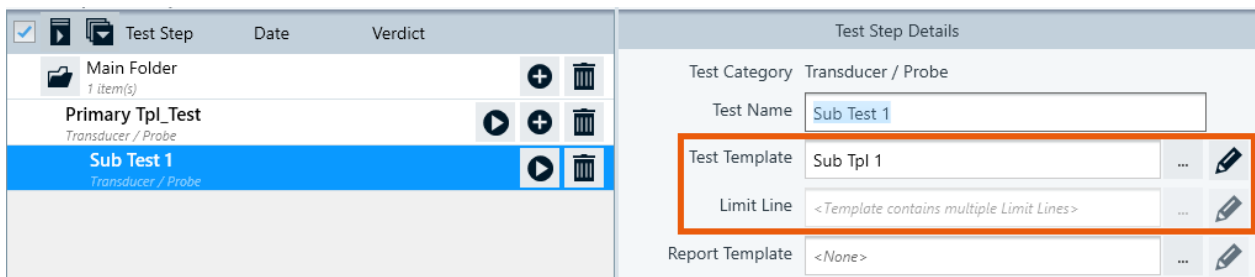 Test Step Date Verdict
Main Folder
1 item(s)
Primary Tpl_Test
Transducer / Probe
Sub Test 1
Transducer / Probe
Test Step Details
Test Category Transducer / Probe
Test Name Sub Test 1
Test Template Sub Tpl 1 ...
Limit Line <Template contains multiple Limit Lines> ...
Report Template <None> ...